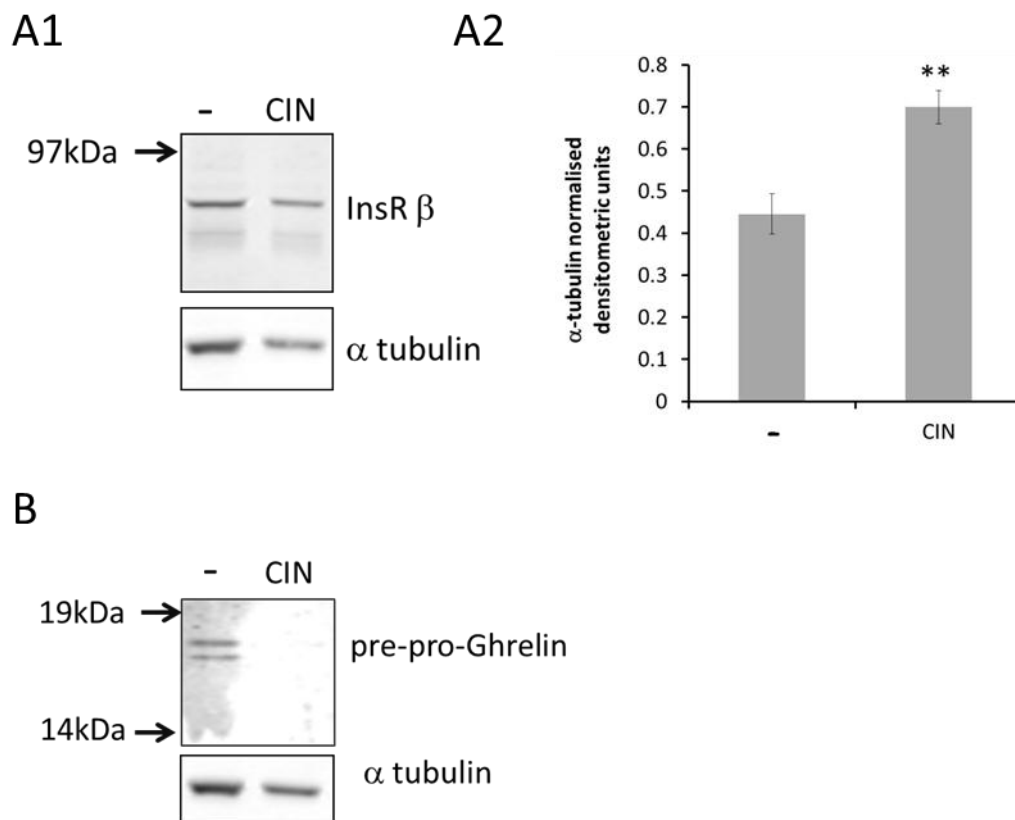 A1
- CIN
97kDa
InsR β
α tubulin
A2
α-tubulin normalised
densitometric units
0.8
0.7
0.6
0.5
0.4
0.3
0.2
0.1
0
**
- CIN
B
- CIN
19kDa
pre-pro-Ghrelin
14kDa
α tubulin